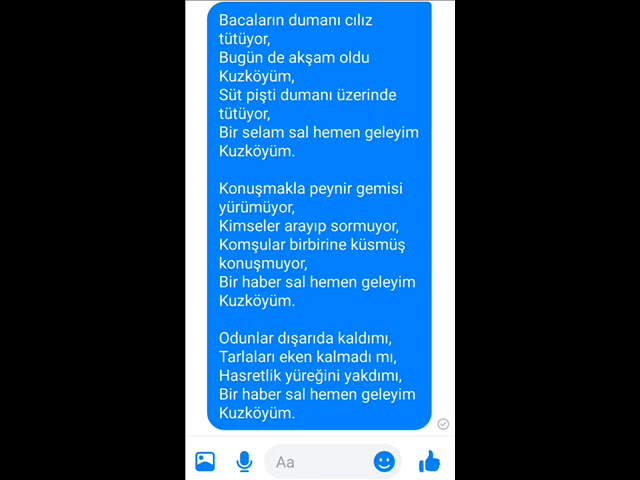 Bacaların dumanı cılız
tütüyor,
Bugün de akşam oldu
Kuzköyüm,
Süt pişti dumanı üzerinde
tütüyor,
Bir selam sal hemen geleyim
Kuzköyüm.
Konuşmakla peynir gemisi
yürümüyor,
Kimseler arayıp sormuyor,
Komşular birbirine küsmüş
konuşmuyor,
Bir haber sal hemen geleyim
Kuzköyüm.
Odunlar dışarıda kaldımı,
Tarlaları eken kalmadı mı,
Hasretlik yüreğini yakdımı,
Bir haber sal hemen geleyim
Kuzköyüm.
Aa